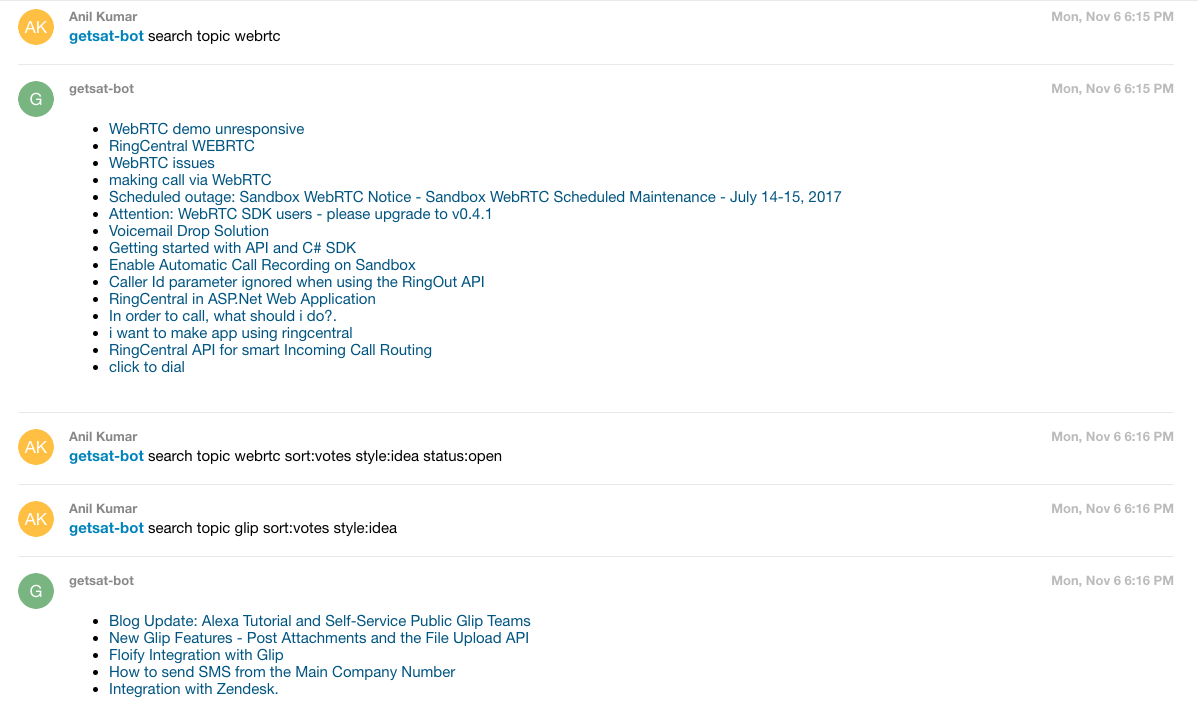 AK
Anil Kumar
Mon, Nov 6 6:15 PM
getsat-bot search topic webrtc
G
getsat-bot
Mon, Nov 6 6:15 PM
WebRTC demo unresponsive
RingCentral WEBRTC
WebRTC issues
making call via WebRTC
Scheduled outage: Sandbox WebRTC Notice - Sandbox WebRTC Scheduled Maintenance - July 14-15, 2017
Attention: WebRTC SDK users - please upgrade to v0.4.1
Voicemail Drop Solution
Getting started with API and C# SDK
Enable Automatic Call Recording on Sandbox
Caller Id parameter ignored when using the RingOut API
RingCentral in ASP.Net Web Application
In order to call, what should i do?.
i want to make app using ringcentral
RingCentral API for smart Incoming Call Routing
click to dial
AK
Anil Kumar
Mon, Nov 6 6:16 PM
getsat-bot search topic webrtc sort:votes style:idea status:open
AK
Anil Kumar
Mon, Nov 6 6:16 PM
getsat-bot search topic glip sort:votes style:idea
G
getsat-bot
Mon, Nov 6 6:16 PM
Blog Update: Alexa Tutorial and Self-Service Public Glip Teams
New Glip Features - Post Attachments and the File Upload API
Floify Integration with Glip
How to send SMS from the Main Company Number
Integration with Zendesk.